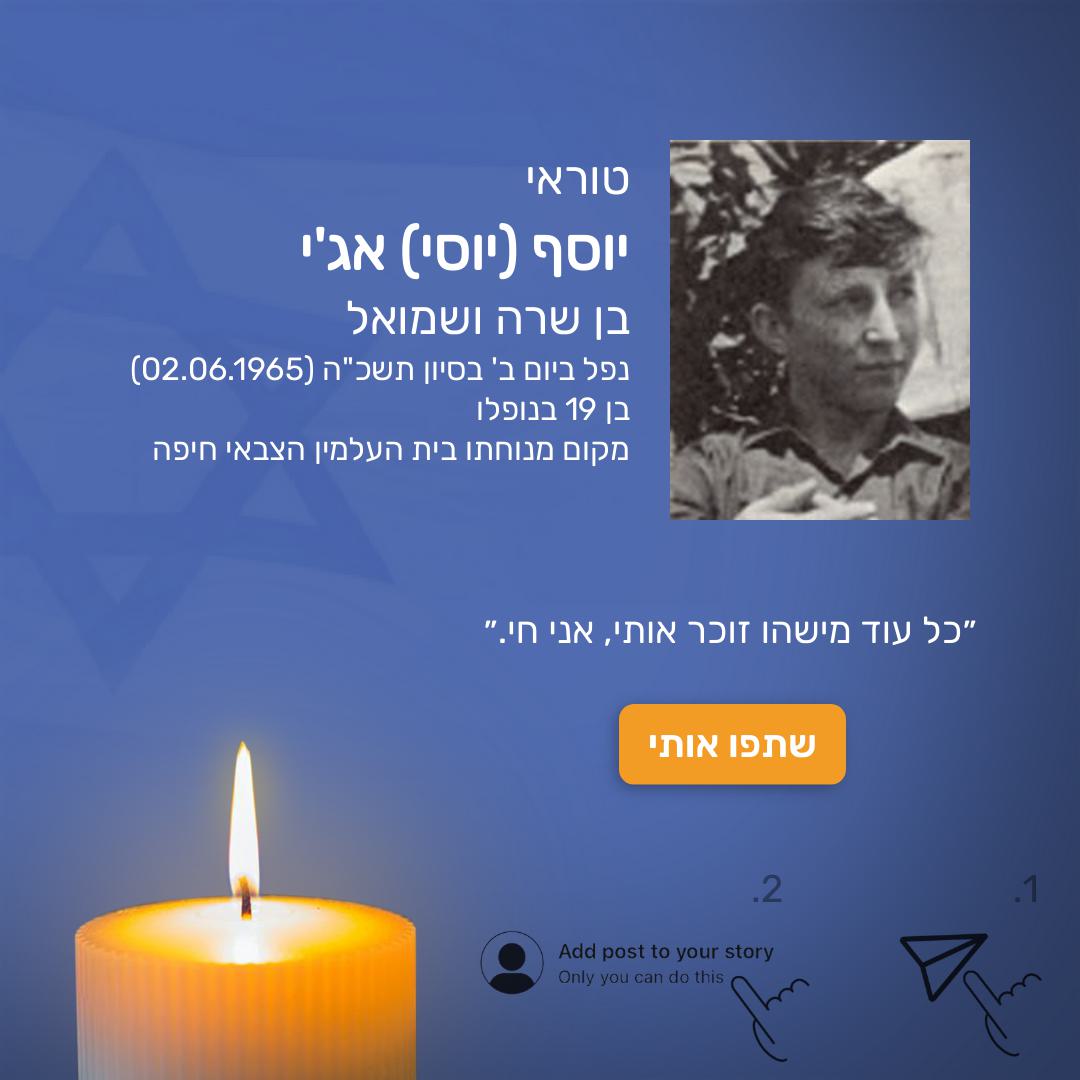 טוראי
יוסף (יוסי) אג'י
בן שרה ושמואל
נפל ביום ב' בסיון תשכ"ה (02.06.1965)
בן 19 בנופלו
מקום מנוחתו בית העלמין הצבאי חיפה
״כל עוד מישהו זוכר אותי, אני חי.״
שתפו אותי
1.
2.
Add post to your story
Only you can do this